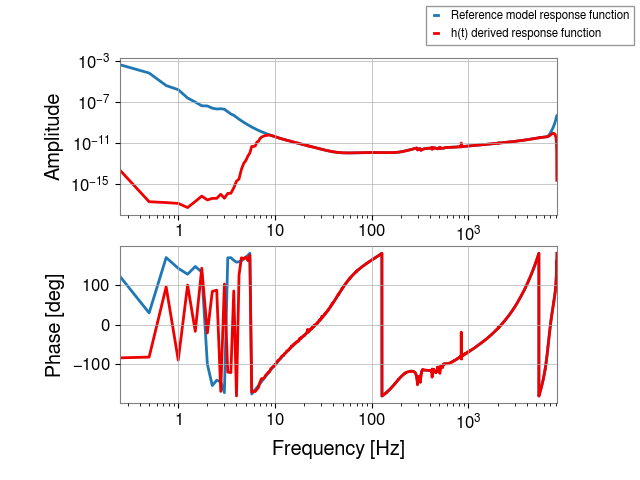 Reference model response function
h(t) derived response function
10⁻³
10⁻⁷
10⁻¹¹
10⁻¹⁵
Amplitude
1 10 100 10³
100
0
−100
Phase [deg]
1 10 100 10³
Frequency [Hz]